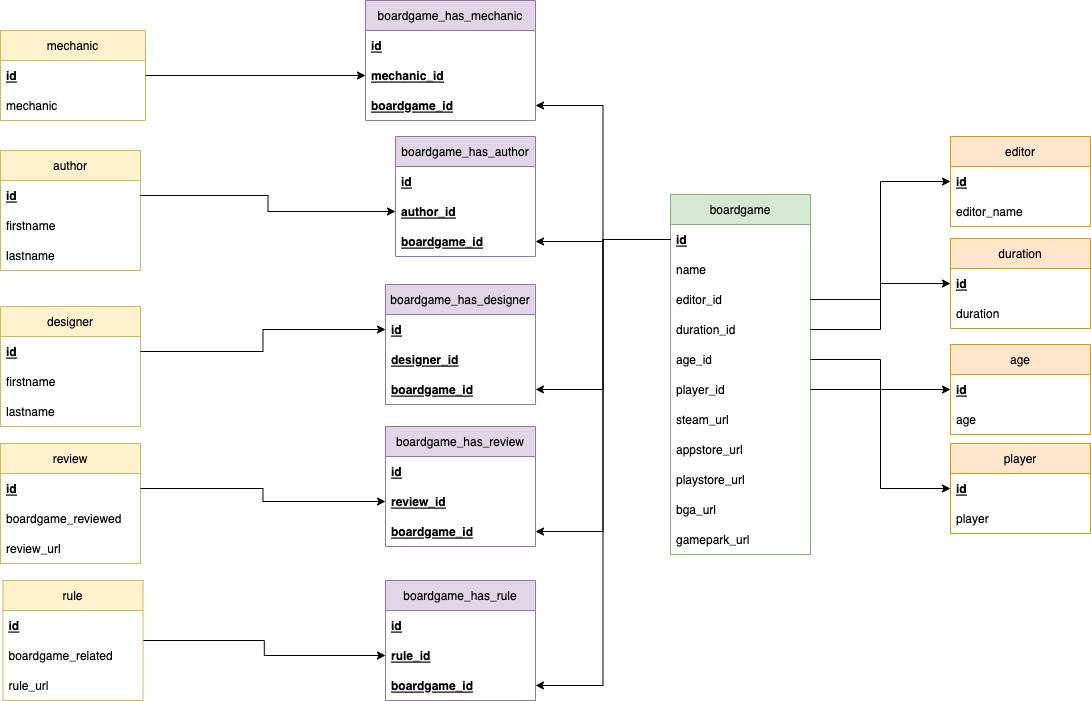 mechanic
id
mechanic
author
id
firstname
lastname
designer
id
firstname
lastname
review
id
boardgame_reviewed
review_url
rule
id
boardgame_related
rule_url
boardgame_has_mechanic
id
mechanic_id
boardgame_id
boardgame_has_author
id
author_id
boardgame_id
boardgame_has_designer
id
designer_id
boardgame_id
boardgame_has_review
id
review_id
boardgame_id
boardgame_has_rule
id
rule_id
boardgame_id
boardgame
id
name
editor_id
duration_id
age_id
player_id
steam_url
appstore_url
playstore_url
bga_url
gamepark_url
editor
id
editor_name
duration
id
duration
age
id
age
player
id
player